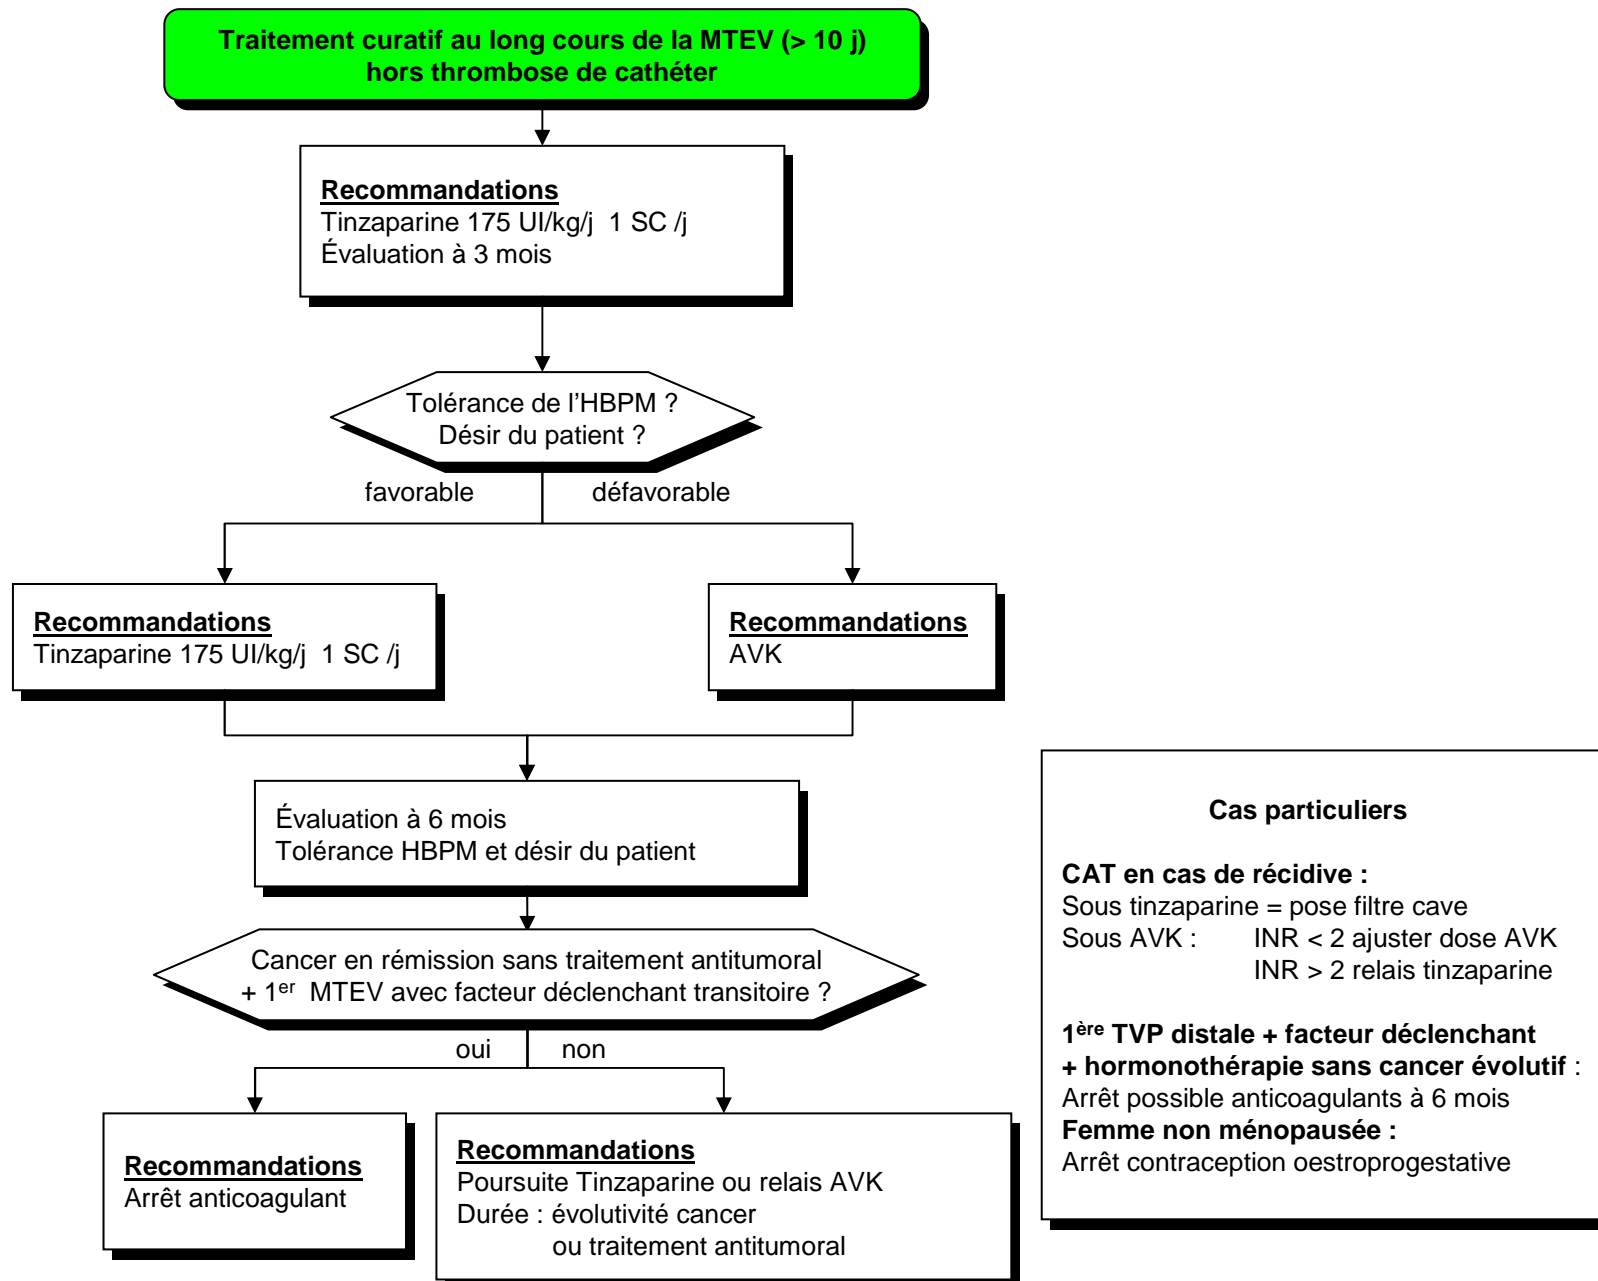 Traitement curatif au long cours de la MTEV (> 10 j)
hors thrombose de cathéter
Recommandations
Tinzaparine 175 UI/kg/j 1 SC /j
Évaluation à 3 mois
Tolérance de l'HBPM ?
Désir du patient ?
favorable
défavorable
Recommandations
Tinzaparine 175 UI/kg/j 1 SC /j
Recommandations
AVK
Évaluation à 6 mois
Tolérance HBPM et désir du patient
Cancer en rémission sans traitement antitumoral
+ 1er MTEV avec facteur déclenchant transitoire ?
oui
non
Recommandations
Arrêt anticoagulant
Recommandations
Poursuite Tinzaparine ou relais AVK
Durée : évolutivité cancer
ou traitement antitumoral
Cas particuliers
CAT en cas de récidive :
Sous tinzaparine = pose filtre cave
Sous AVK : INR < 2 ajuster dose AVK
INR > 2 relais tinzaparine
1ère TVP distale + facteur déclenchant
+ hormonothérapie sans cancer évolutif :
Arrêt possible anticoagulants à 6 mois
Femme non ménopausée :
Arrêt contraception oestroprogestative